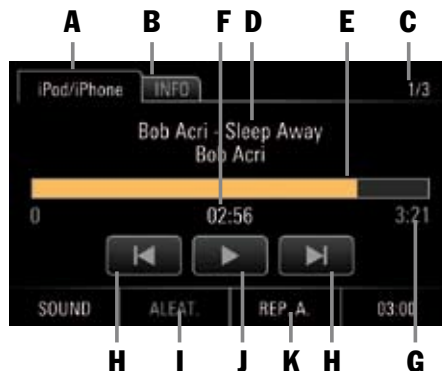 A B F D E C
iPod/iPhone INFO 1/3
Bob Acri - Sleep Away
Bob Acri
0 02:56 3:21
SOUND ALEAT. REP. A. 03:00
H I J K H G